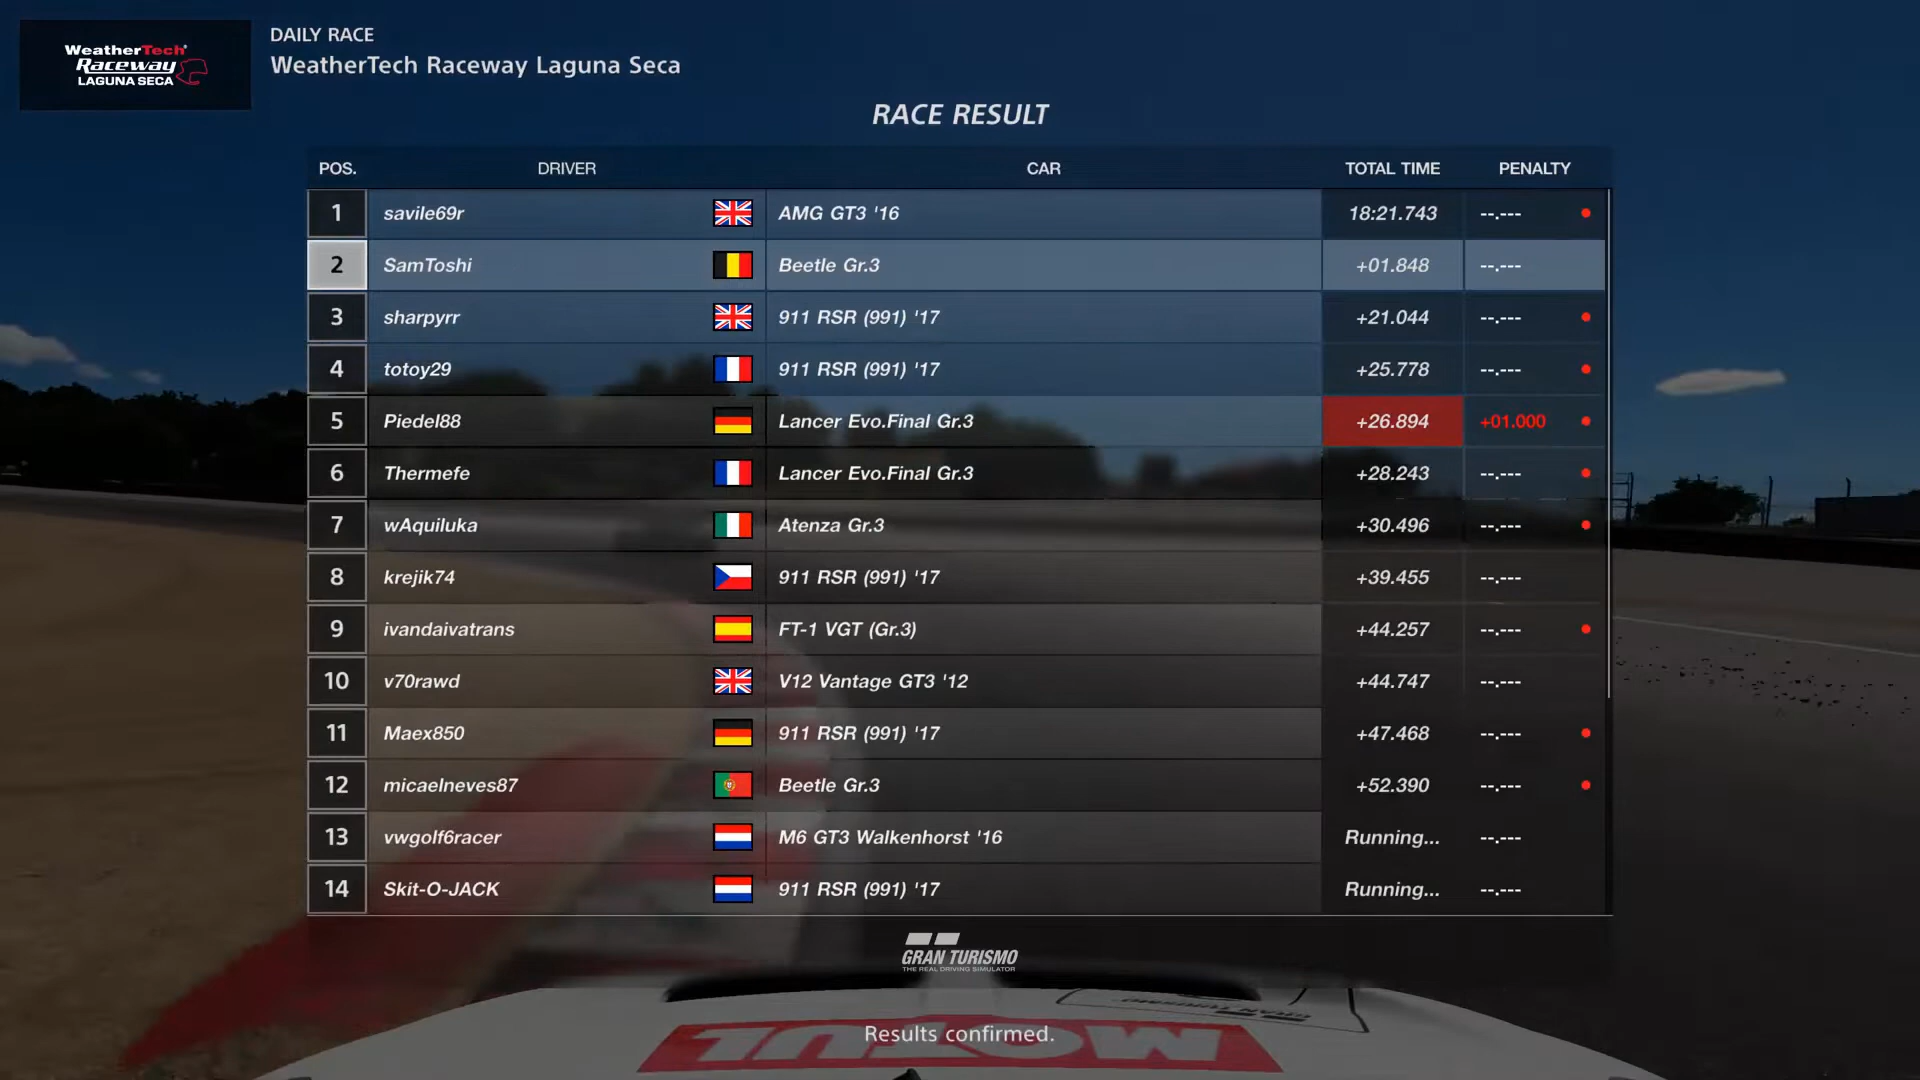 WeatherTech
Raceway
LAGUNA SECA
DAILY RACE
WeatherTech Raceway Laguna Seca
RACE RESULT
POS. DRIVER CAR TOTAL TIME PENALTY
1 savile69r AMG GT3 '16 18:21.743 --.---
2 SamToshi Beetle Gr.3 +01.848 --.---
3 sharpyrr 911 RSR (991) '17 +21.044 --.---
4 totoy29 911 RSR (991) '17 +25.778 --.---
5 Piedel88 Lancer Evo.Final Gr.3 +26.894 +01.000
6 Thermefe Lancer Evo.Final Gr.3 +28.243 --.---
7 wAquiluka Atenza Gr.3 +30.496 --.---
8 krejik74 911 RSR (991) '17 +39.455 --.---
9 ivandaivatrans FT-1 VGT (Gr.3) +44.257 --.---
10 v70rawd V12 Vantage GT3 '12 +44.747 --.---
11 Maex850 911 RSR (991) '17 +47.468 --.---
12 micaelneves87 Beetle Gr.3 +52.390 --.---
13 vwgolf6racer M6 GT3 Walkenhorst '16 Running... --.---
14 Skit-O-JACK 911 RSR (991) '17 Running... --.---
GRAN TURISMO
THE REAL DRIVING SIMULATOR
GRAN TURISMO
MOTUL
Results confirmed.